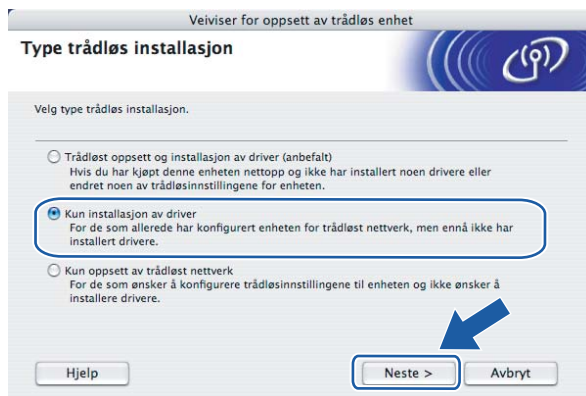 Veiviser for oppsett av trådløs enhet
Type trådløs installasjon
Velg type trådløs installasjon.
Trådløst oppsett og installasjon av driver (anbefalt)
Hvis du har kjøpt denne enheten nettopp og ikke har installert noen drivere eller
endret noen av trådløsinnstillingene for enheten.
Kun installasjon av driver
For de som allerede har konfigurert enheten for trådløst nettverk, men ennå ikke har
installert drivere.
Kun oppsett av trådløst nettverk
For de som ønsker å konfigurere trådløsinnstillingene til enheten og ikke ønsker å
installere drivere.
Hjelp
Neste >
Avbryt